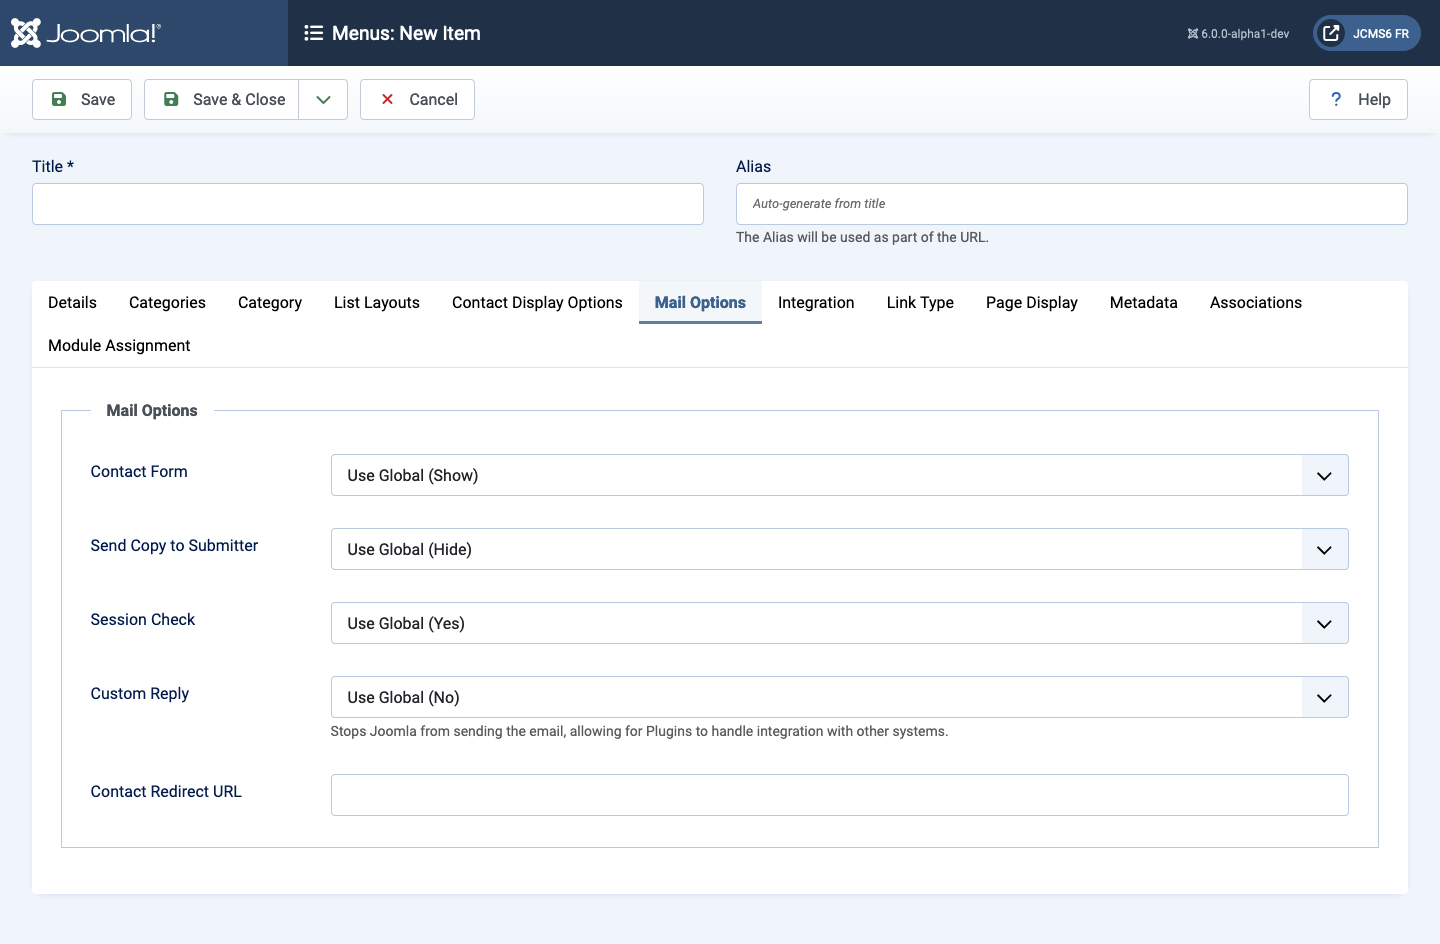 Joomla!®
Menus: New Item
6.0.0-alpha1-dev
JCMS6 FR
Save
Save & Close
Cancel
? Help
Title *
Alias
Auto-generate from title
The Alias will be used as part of the URL.
Details Categories Category List Layouts Contact Display Options Mail Options Integration Link Type Page Display Metadata Associations
Module Assignment
Mail Options
Contact Form
Use Global (Show)
Send Copy to Submitter
Use Global (Hide)
Session Check
Use Global (Yes)
Custom Reply
Use Global (No)
Stops Joomla from sending the email, allowing for Plugins to handle integration with other systems.
Contact Redirect URL